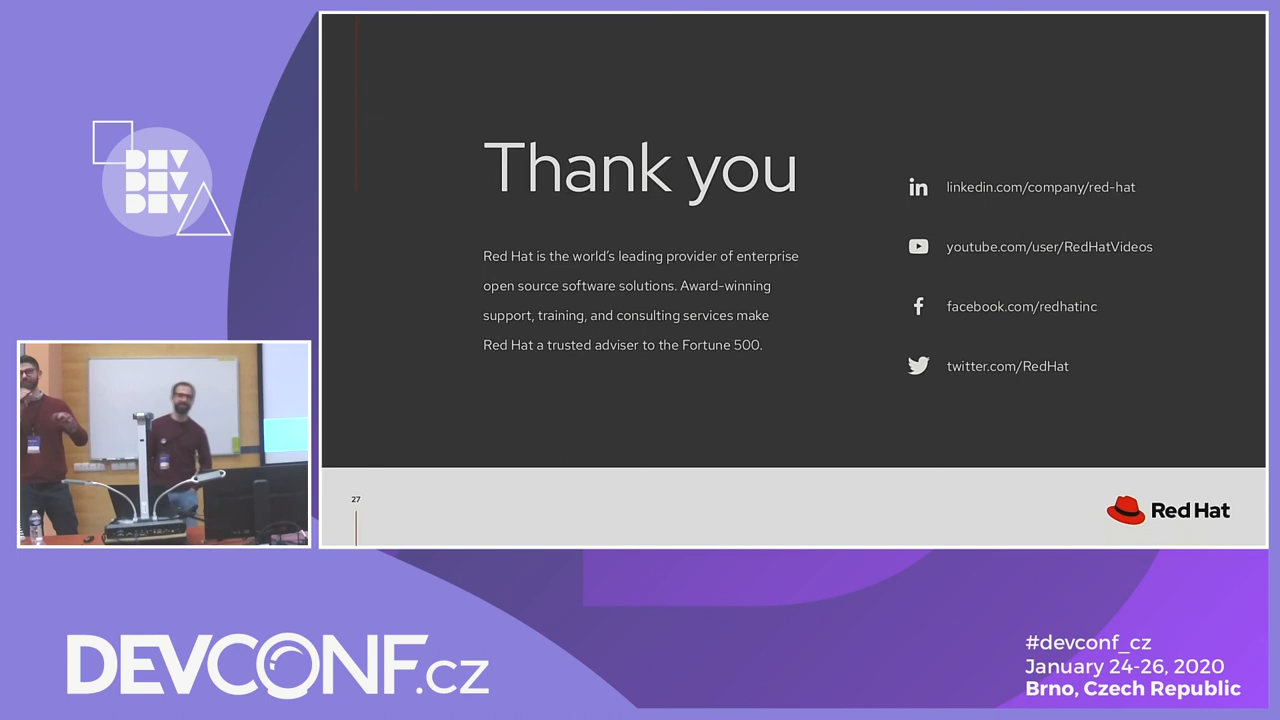 DEV
DEV
DEV
Thank you
Red Hat is the world’s leading provider of enterprise
open source software solutions. Award-winning
support, training, and consulting services make
Red Hat a trusted adviser to the Fortune 500.
linkedin.com/company/red-hat
youtube.com/user/RedHatVideos
facebook.com/redhatinc
twitter.com/RedHat
27
Red Hat
DEVCONF.cz
#devconf_cz
January 24-26, 2020
Brno, Czech Republic